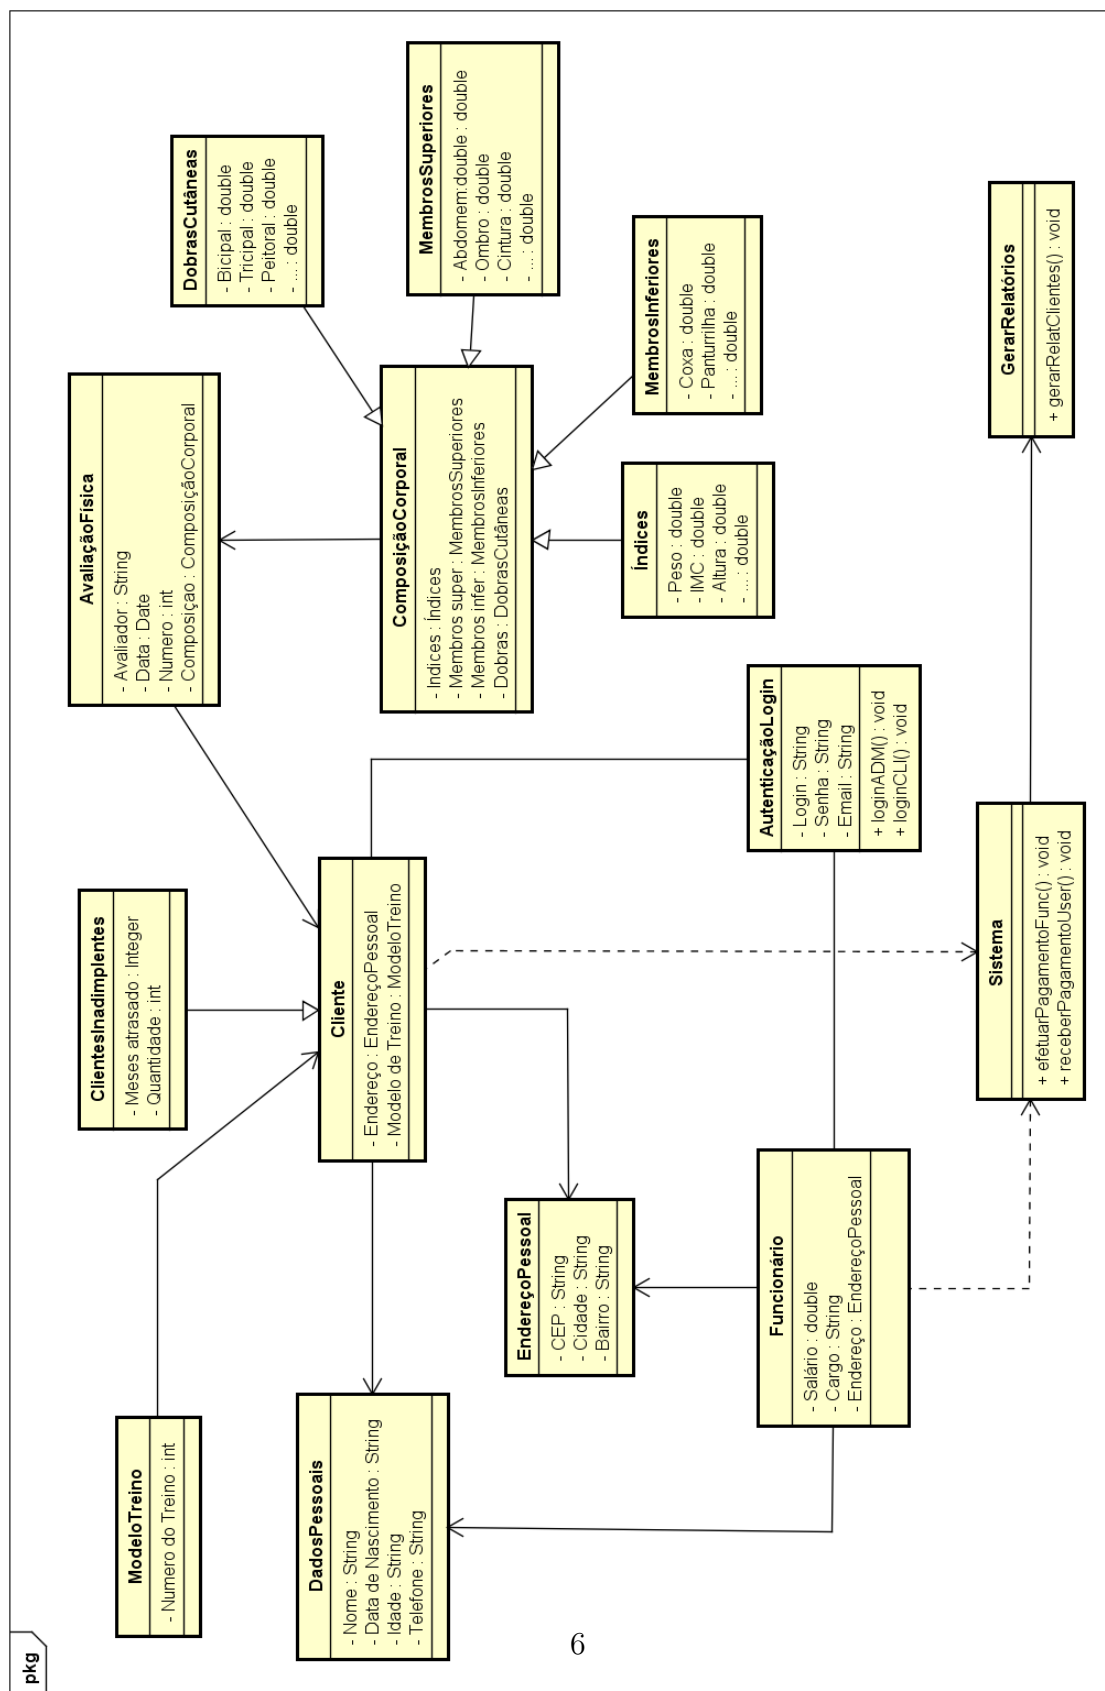 pkg
ModeloTreino
- Numero do Treino : int
ClientesInadimplentes
- Meses atrasado : Integer
- Quantidade : int
AvaliaçãoFísica
- Avaliador : String
- Data : Date
- Numero : int
- Composiçao : ComposiçãoCorporal
DobrasCutâneas
- Bicipal : double
- Tricipal : double
- Peitoral : double
- ... : double
DadosPessoais
- Nome : String
- Data de Nascimento : String
- Idade : String
- Telefone : String
Cliente
- Endereço : EndereçoPessoal
- Modelo de Treino : ModeloTreino
ComposiçãoCorporal
- Indices : Índices
- Membros super : MembrosSuperiores
- Membros infer : MembrosInferiores
- Dobras : DobrasCutâneas
MembrosSuperiores
- Abdomem:double : double
- Ombro : double
- Cintura : double
- ... : double
EndereçoPessoal
- CEP : String
- Cidade : String
- Bairro : String
Índices
- Peso : double
- IMC : double
- Altura : double
- ... : double
MembrosInferiores
- Coxa : double
- Panturrilha : double
- ... : double
Funcionário
- Salário : double
- Cargo : String
- Endereço : EndereçoPessoal
AutenticaçãoLogin
- Login : String
- Senha : String
- Email : String
+ loginADM() : void
+ loginCLI() : void
Sistema
+ efetuarPagamentoFunc() : void
+ receberPagamentoUser() : void
GerarRelatórios
+ gerarRelatClientes() : void
6